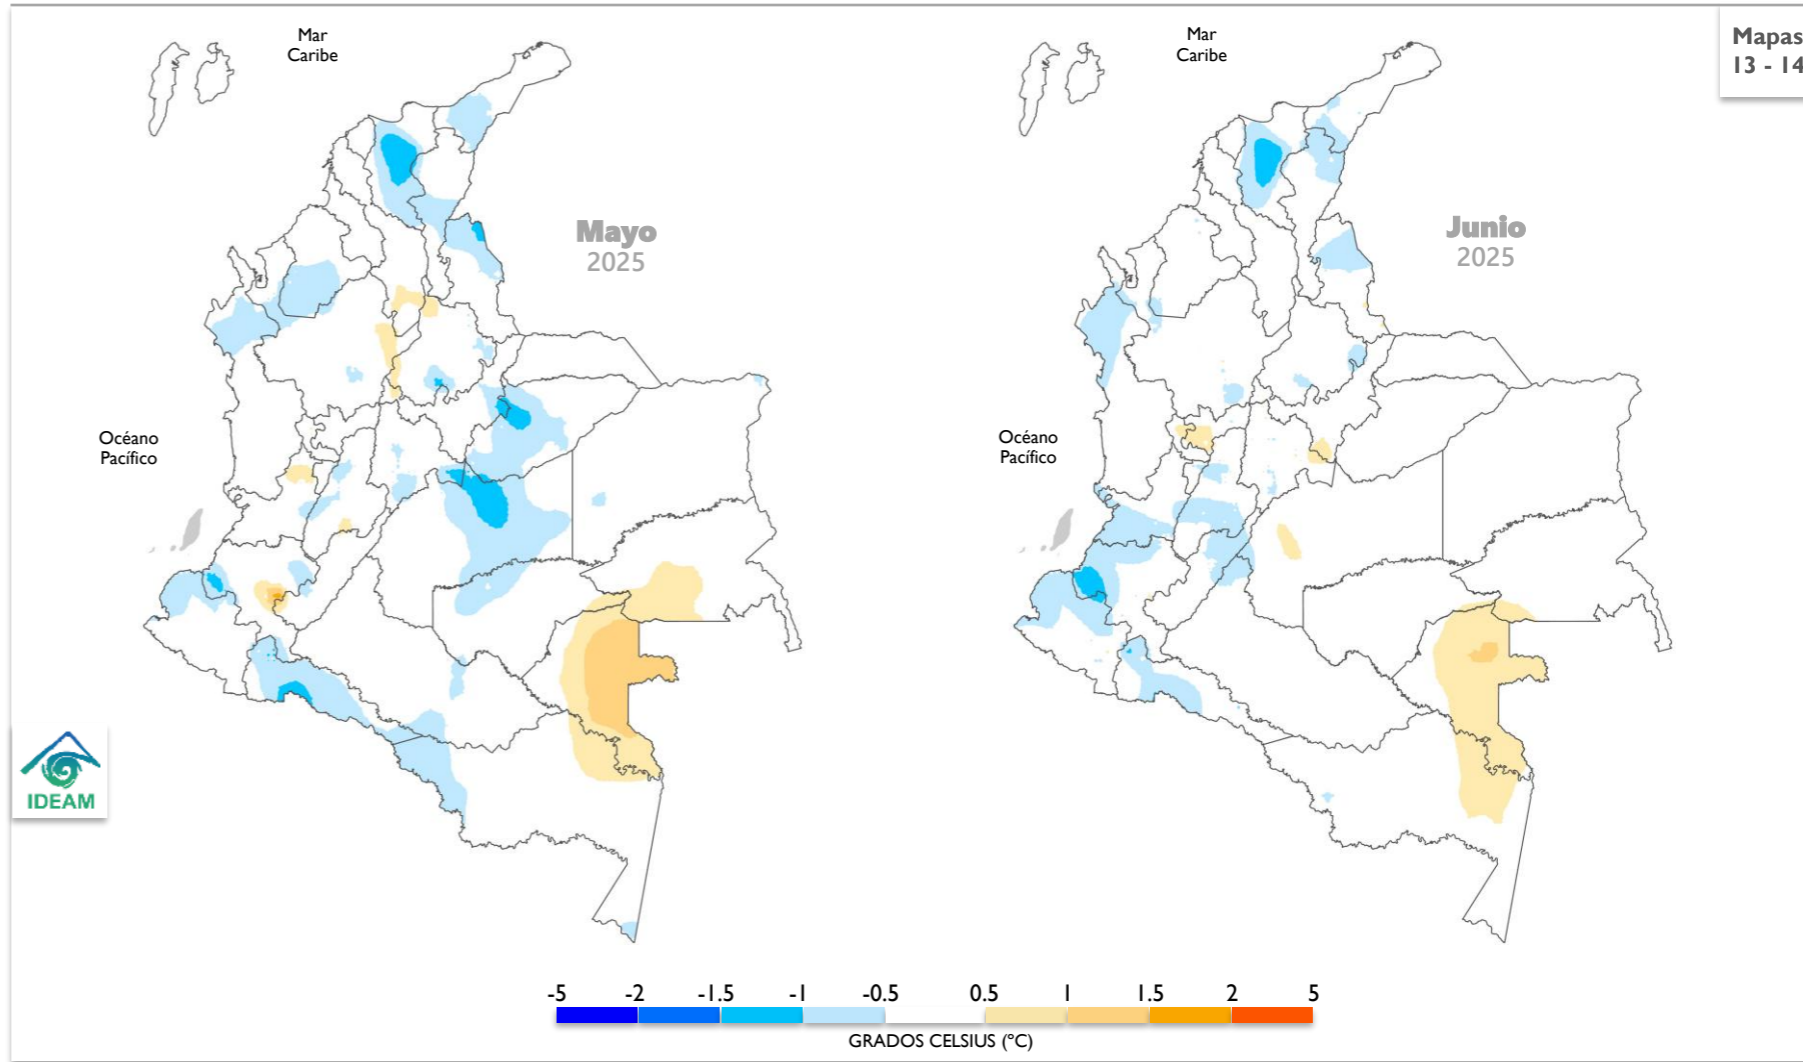 Mapas
13 - 14
Mar
Caribe
Mar
Caribe
Mayo
2025
Junio
2025
Océano
Pacífico
Océano
Pacífico
IDEAM
-5 -2 -1.5 -1 -0.5 0.5 1 1.5 2 5
GRADOS CELSIUS (°C)